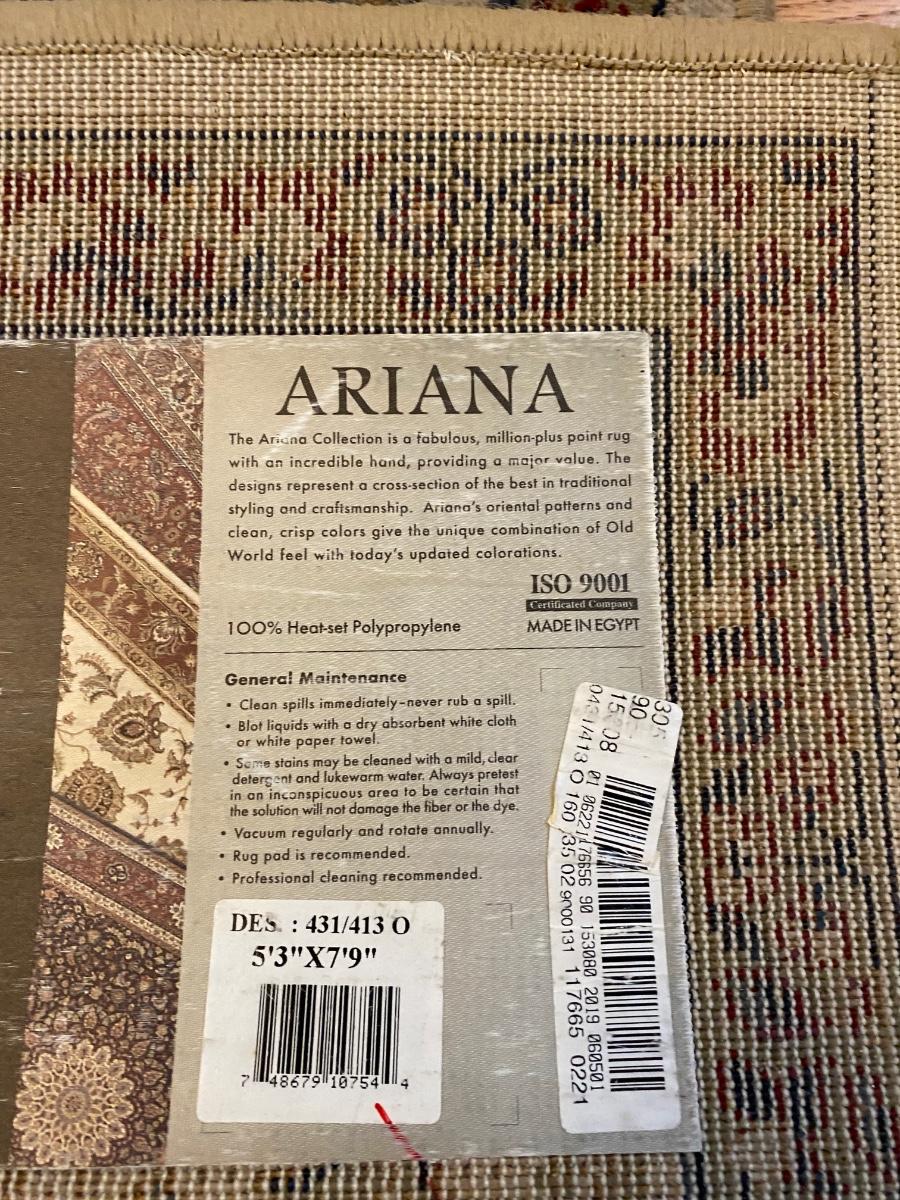 ARIANA
The Ariana Collection is a fabulous, million-plus point rug
with an incredible hand, providing a major value. The
designs represent a cross-section of the best in traditional
styling and craftsmanship. Ariana's oriental patterns and
clean, crisp colors give the unique combination of Old
World feel with today's updated colorations.
ISO 9001
Certificated Company
100% Heat-set Polypropylene
MADE IN EGYPT
General Maintenance
• Clean spills immediately–never rub a spill.
• Blot liquids with a dry absorbent white cloth
or white paper towel.
• Some stains may be cleaned with a mild, clear
detergent and lukewarm water. Always pretest
in an inconspicuous area to be certain that
the solution will not damage the fiber or the dye.
• Vacuum regularly and rotate annually.
• Rug pad is recommended.
• Professional cleaning recommended.
DES. : 431/413 O
5'3"X7'9"
7 48679 10754 4
305
90
90 153080 2019 060501
0431/413 O 160 35 02 9000131 117665 0221